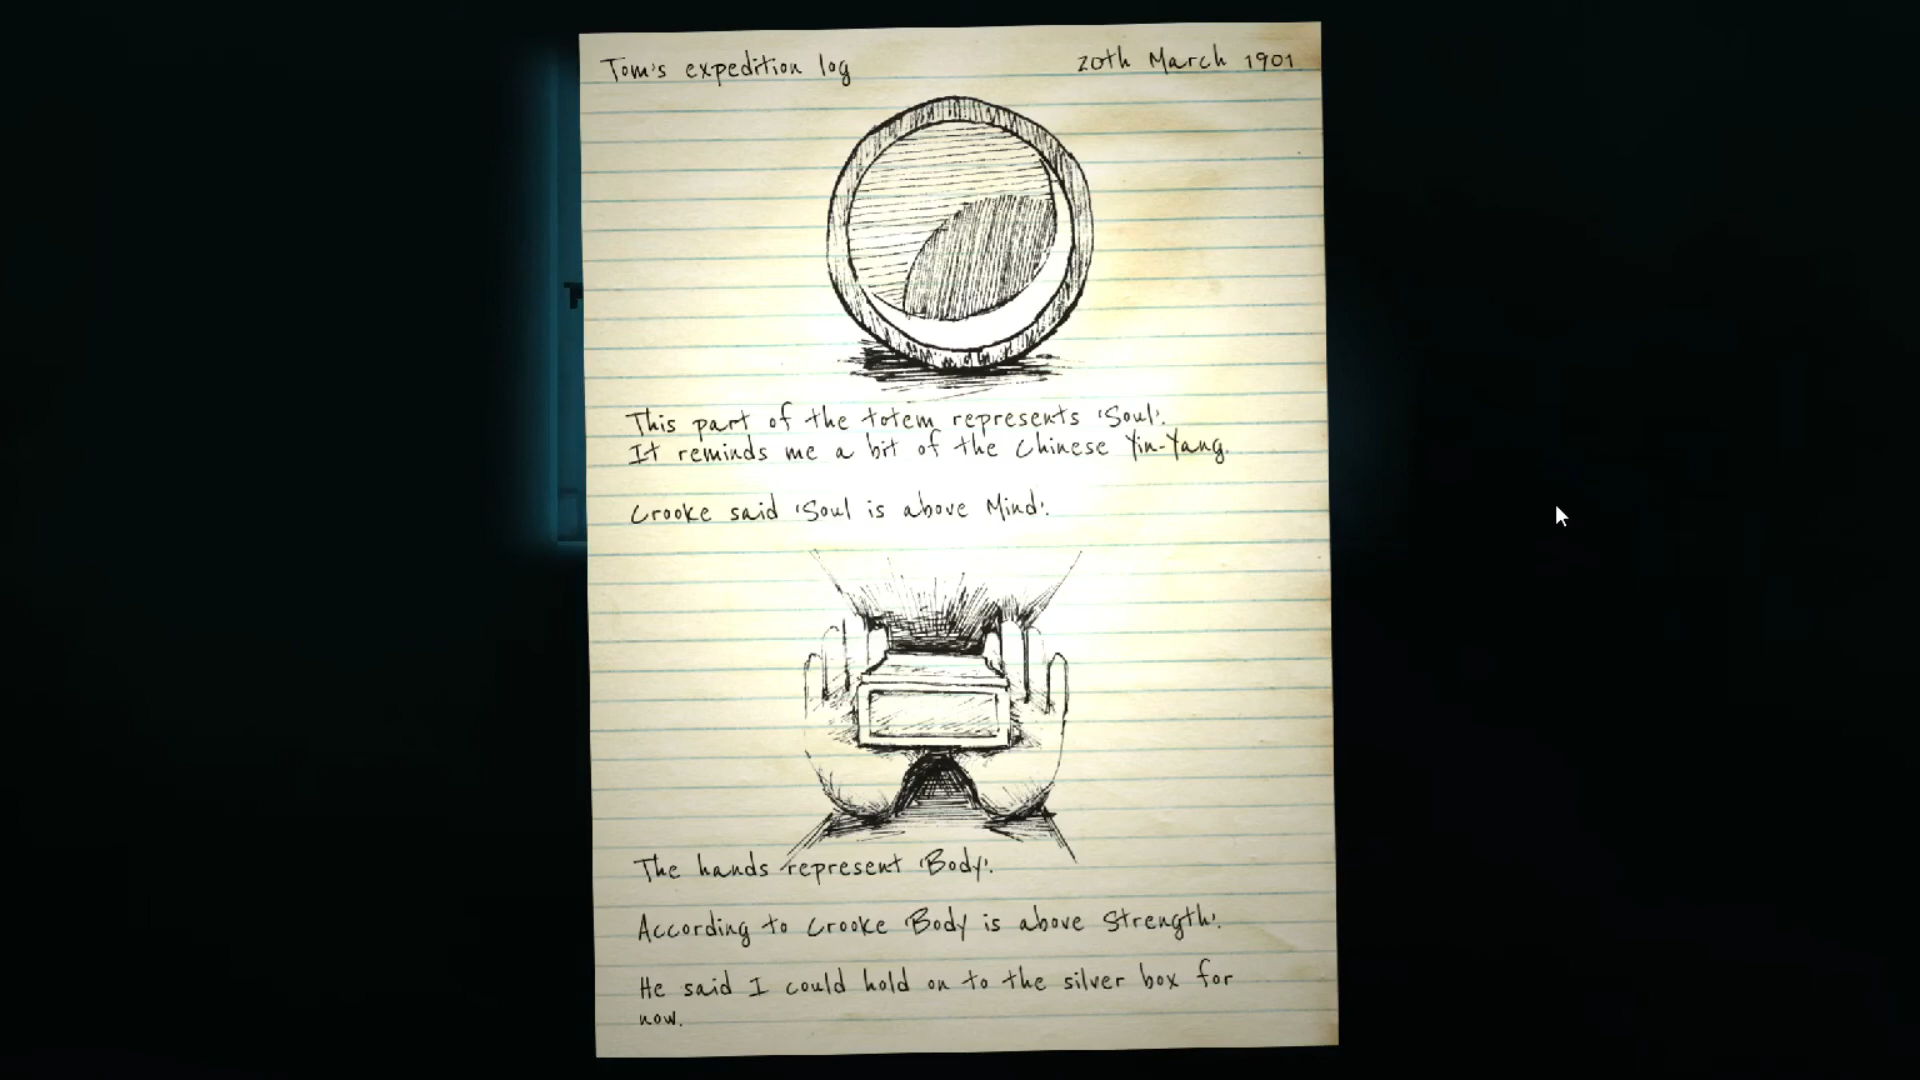 Tom's expedition log
20th March 1901
This part of the totem represents 'Soul'.
It reminds me a bit of the Chinese Yin-Yang.
Crooke said 'Soul is above Mind'.
The hands represent 'Body'.
According to Crooke 'Body is above Strength'.
He said I could hold on to the silver box for
now.